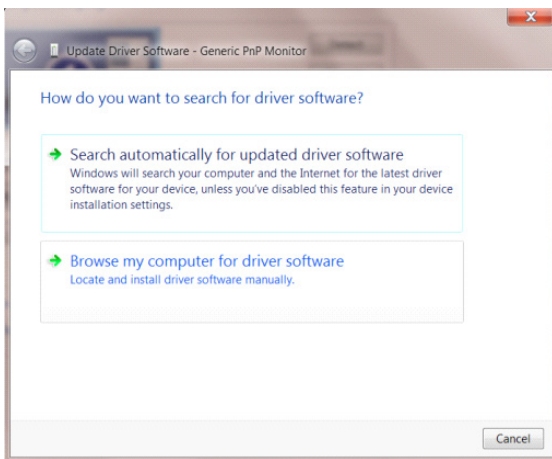 Update Driver Software - Generic PnP Monitor
How do you want to search for driver software?
Search automatically for updated driver software
Windows will search your computer and the Internet for the latest driver
software for your device, unless you've disabled this feature in your device
installation settings.
Browse my computer for driver software
Locate and install driver software manually.
Cancel